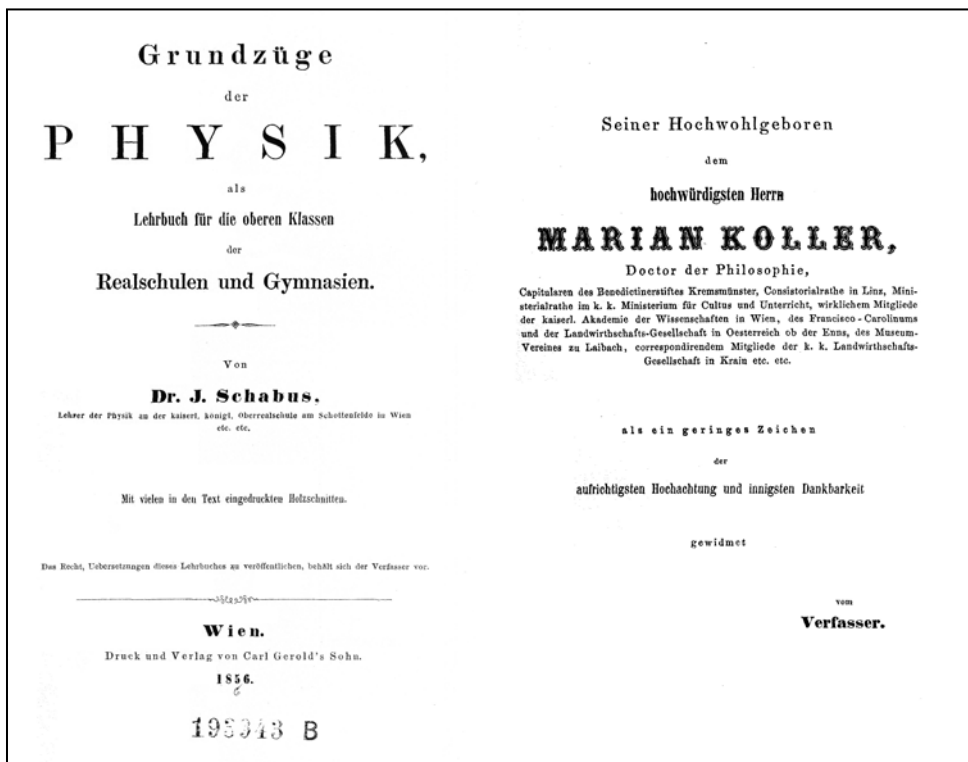 Grundzüge
der
PHYSIK,
als
Lehrbuch für die oberen Klassen
der
Realschulen und Gymnasien.
Von
Dr. J. Schabus,
Lehrer der Physik an der kaiserl. königl. Oberrealschule am Schottenfelde in Wien
etc. etc.
Mit vielen in den Text eingedruckten Holzschnitten.
Das Recht, Uebersetzungen dieses Lehrbuches zu veröffentlichen, behält sich der Verfasser vor.
Wien.
Druck und Verlag von Carl Gerold's Sohn.
1856.
6
B
Seiner Hochwohlgeboren
dem
hochwürdigsten Herrn
MARIAN KOLLER,
Doctor der Philosophie,
Capitularen des Benedictinerstiftes Kremsmünster, Consistorialrathe in Linz, Mini-
sterialrathe im k. k. Ministerium für Cultus und Unterricht, wirklichem Mitgliede
der kaiserl. Akademie der Wissenschaften in Wien, des Francisco-Carolinums
und der Landwirthschafts-Gesellschaft in Oesterreich ob der Enns, des Museum-
Vereines zu Laibach, correspondirendem Mitgliede der k. k. Landwirthschafts-
Gesellschaft in Krain etc. etc.
als ein geringes Zeichen
der
aufrichtigsten Hochachtung und innigsten Dankbarkeit
gewidmet
vom
Verfasser.